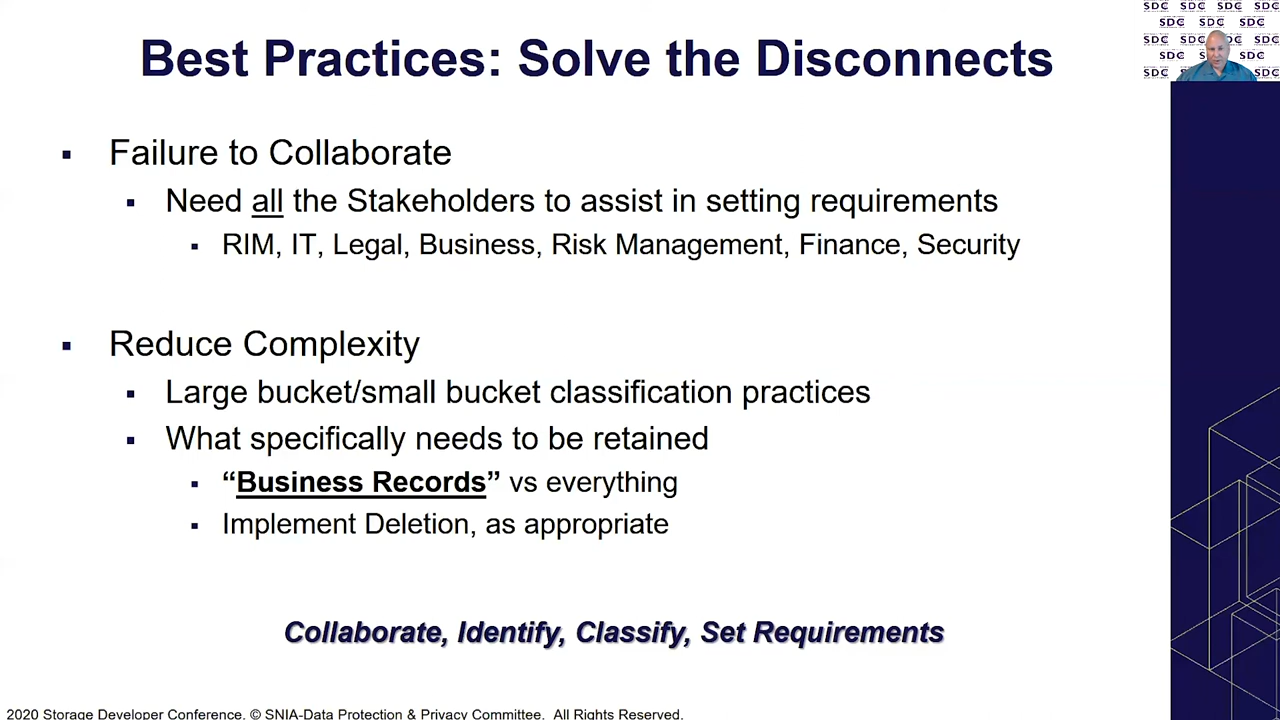 Best Practices: Solve the Disconnects
SDC SDC SDC
SDC SDC SDC
SDC SDC
SDC SDC
SDC SDC
▪ Failure to Collaborate
▪ Need all the Stakeholders to assist in setting requirements
▪ RIM, IT, Legal, Business, Risk Management, Finance, Security
▪ Reduce Complexity
▪ Large bucket/small bucket classification practices
▪ What specifically needs to be retained
▪ “Business Records” vs everything
▪ Implement Deletion, as appropriate
Collaborate, Identify, Classify, Set Requirements
2020 Storage Developer Conference. © SNIA-Data Protection & Privacy Committee. All Rights Reserved.